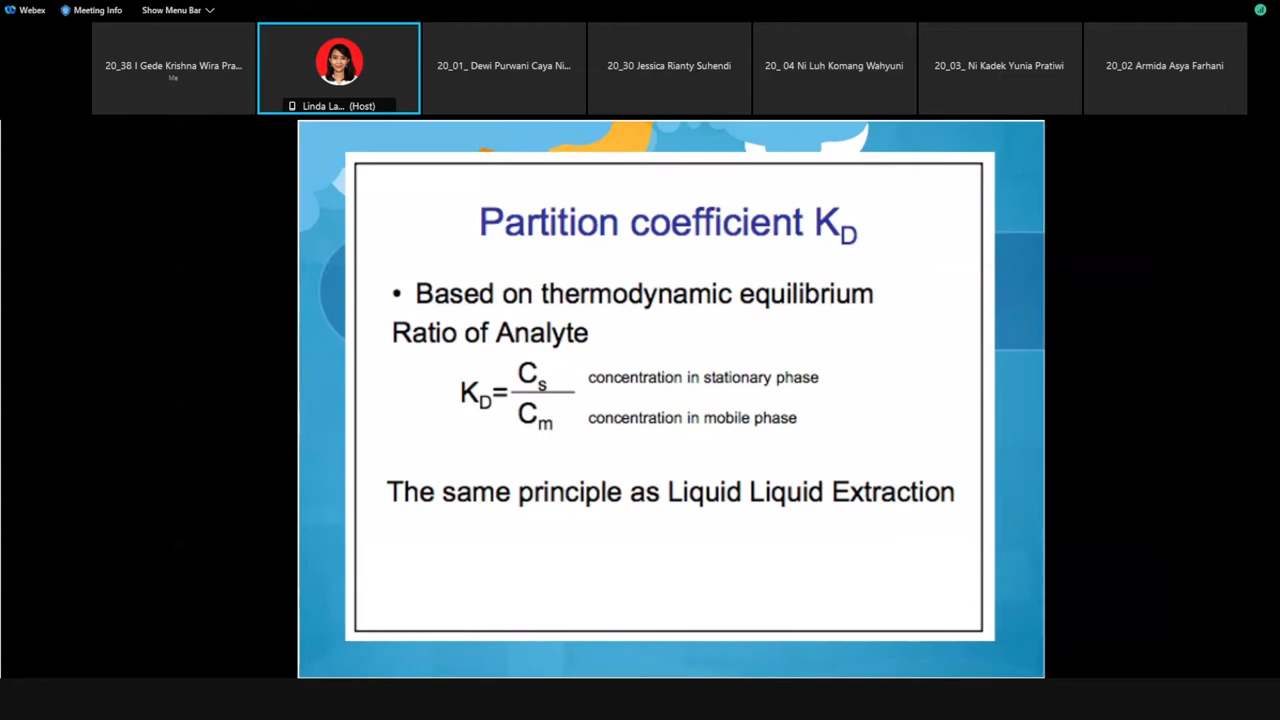 Webex Meeting Info Show Menu Bar
20_38 I Gede Krishna Wira Pra...
Me
Linda La... (Host)
20_01_ Dewi Purwani Caya Ni...
20_30 Jessica Rianty Suhendi
20_ 04 Ni Luh Komang Wahyuni
20_03_ Ni Kadek Yunia Pratiwi
20_02 Armida Asya Farhani
Partition coefficient KD
• Based on thermodynamic equilibrium
Ratio of Analyte
KD= Cs concentration in stationary phase
Cm concentration in mobile phase
The same principle as Liquid Liquid Extraction